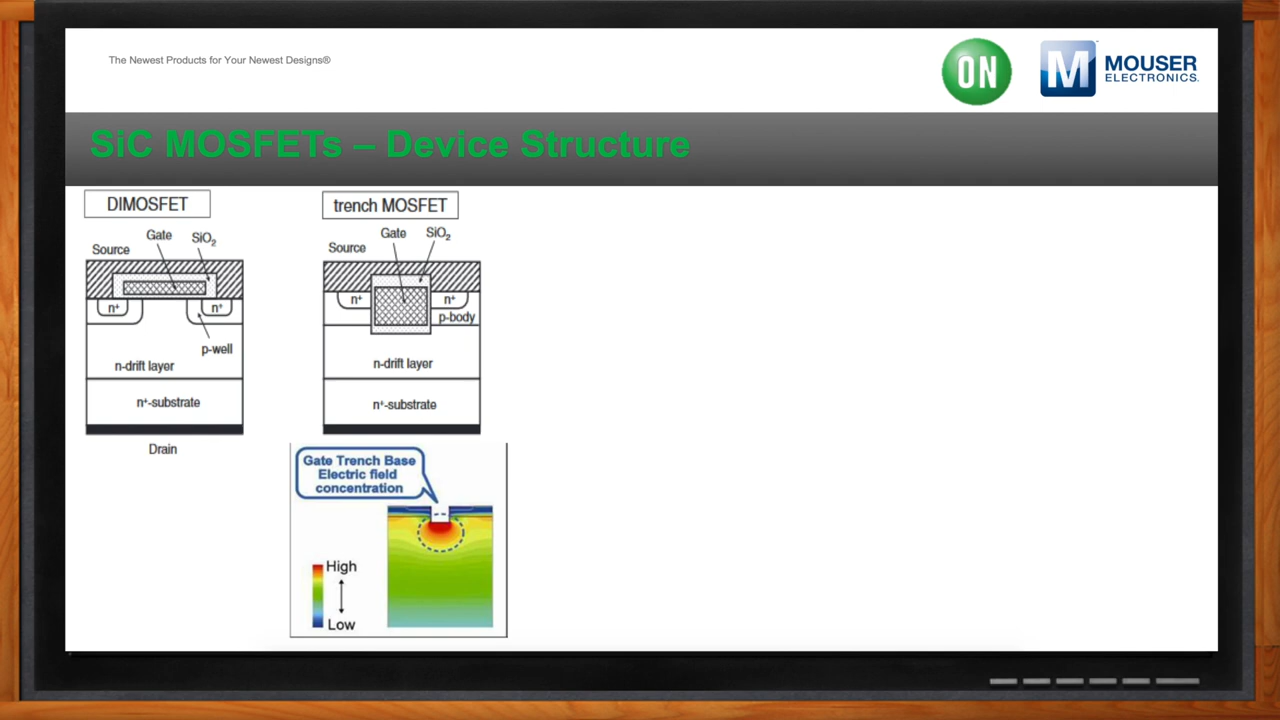 The Newest Products for Your Newest Designs®
ON
M
MOUSER
ELECTRONICS.
SiC MOSFETs – Device Structure
DIMOSFET
Gate
SiO₂
Source
n⁺
n⁺
p-well
n-drift layer
n⁺-substrate
Drain
trench MOSFET
Gate
SiO₂
Source
n⁺
n⁺
p-body
n-drift layer
n⁺-substrate
Gate Trench Base
Electric field
concentration
High
Low